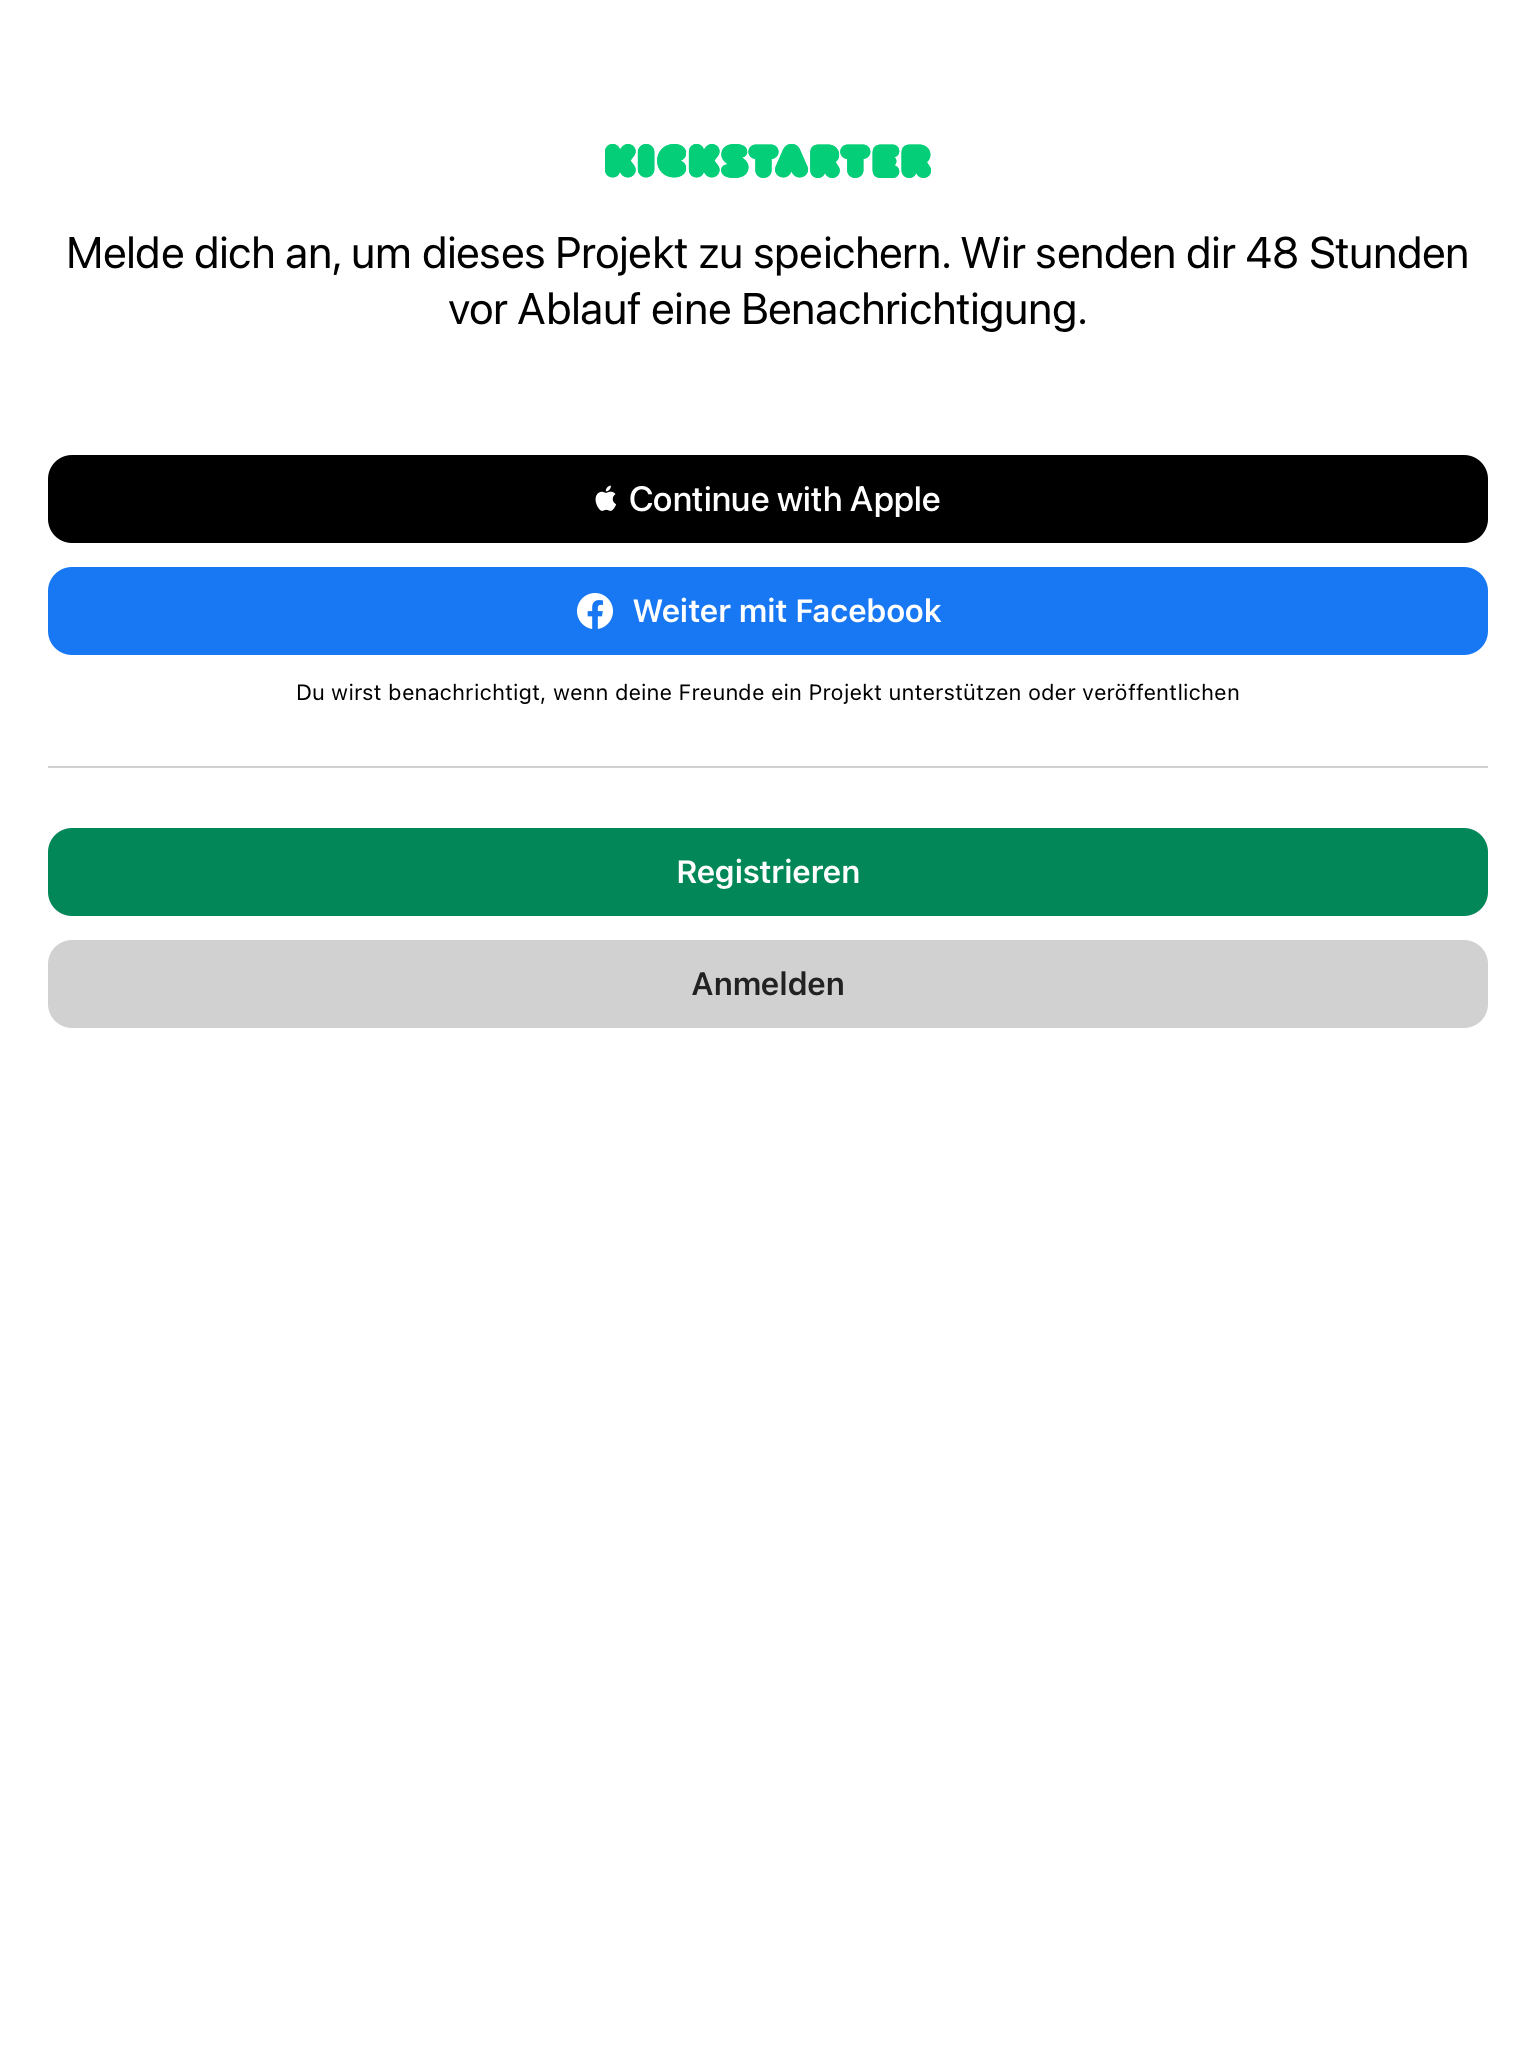 KICKSTARTER
Melde dich an, um dieses Projekt zu speichern. Wir senden dir 48 Stunden
vor Ablauf eine Benachrichtigung.
Continue with Apple
Weiter mit Facebook
Du wirst benachrichtigt, wenn deine Freunde ein Projekt unterstützen oder veröffentlichen
Registrieren
Anmelden